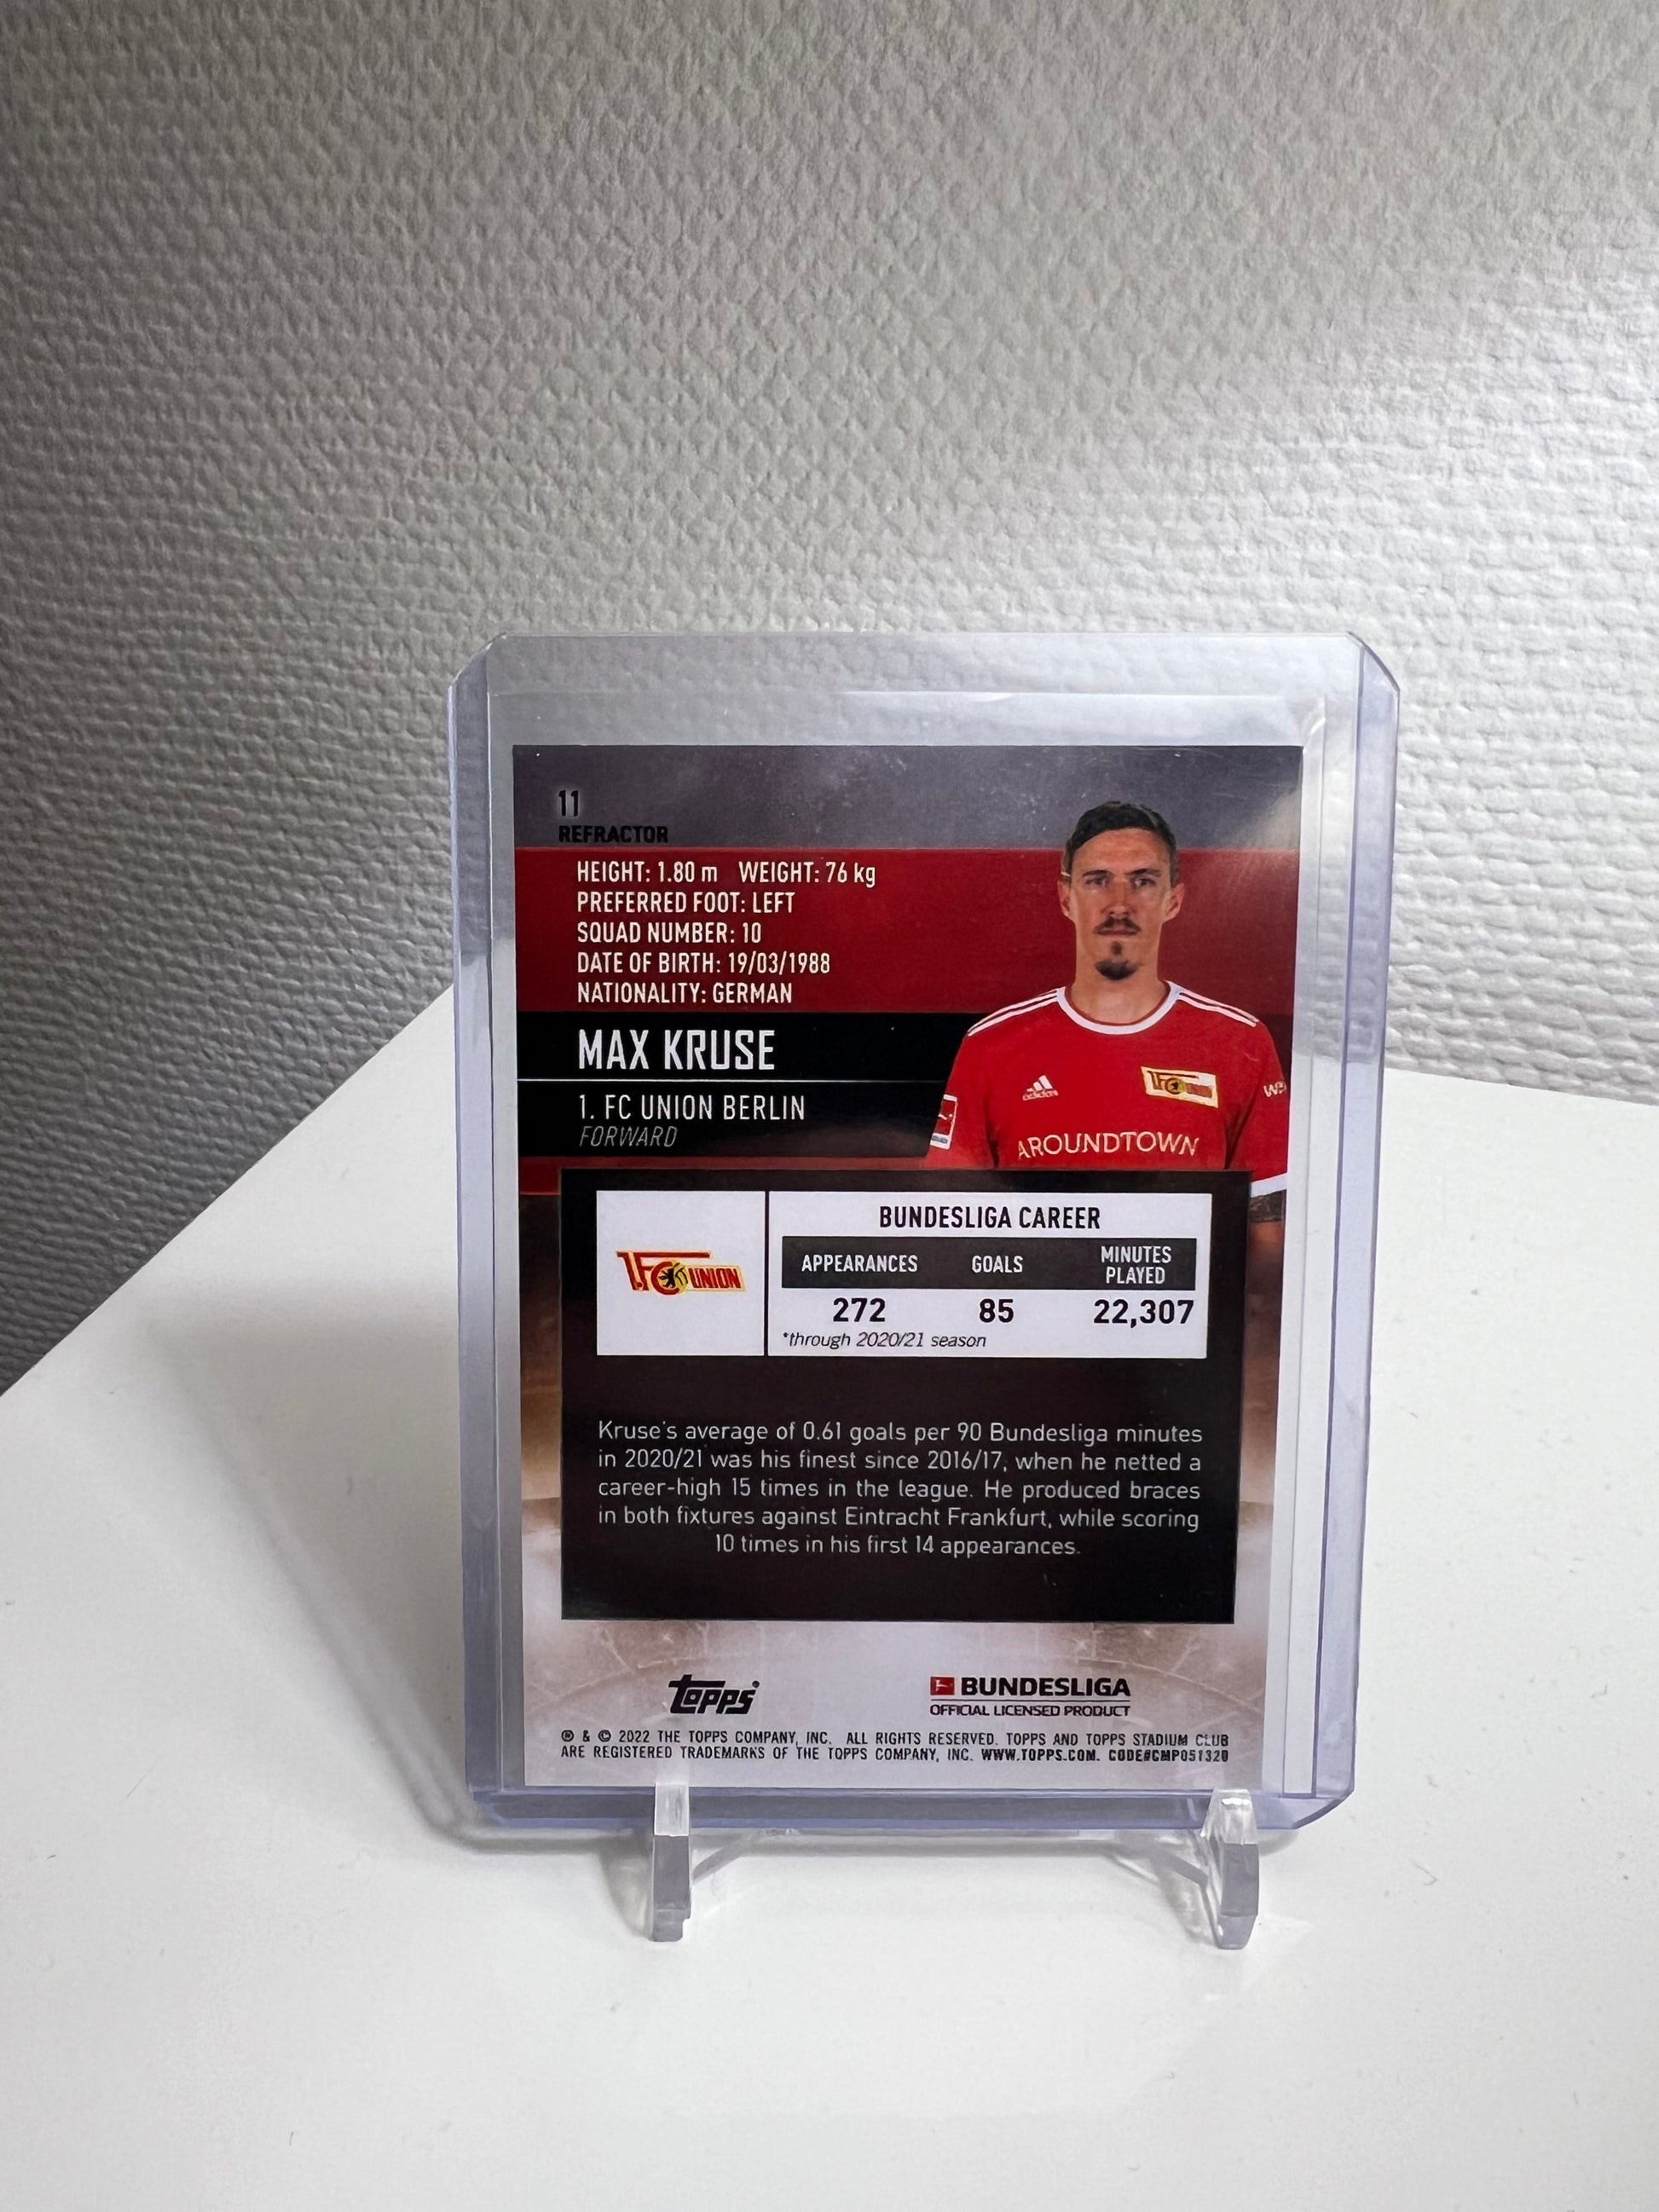 11
REFRACTOR
HEIGHT: 1.80 m WEIGHT: 76 kg
PREFERRED FOOT: LEFT
SQUAD NUMBER: 10
DATE OF BIRTH: 19/03/1988
NATIONALITY: GERMAN
MAX KRUSE
1. FC UNION BERLIN
FORWARD
adidas
1FC UNION
AROUNDTOWN
1.FC UNION
BUNDESLIGA CAREER
APPEARANCES GOALS MINUTES PLAYED
272 85 22,307
*through 2020/21 season
Kruse's average of 0.61 goals per 90 Bundesliga minutes
in 2020/21 was his finest since 2016/17, when he netted a
career-high 15 times in the league. He produced braces
in both fixtures against Eintracht Frankfurt, while scoring
10 times in his first 14 appearances.
topps
BUNDESLIGA
OFFICIAL LICENSED PRODUCT
® & © 2022 THE TOPPS COMPANY, INC. ALL RIGHTS RESERVED. TOPPS AND TOPPS STADIUM CLUB
ARE REGISTERED TRADEMARKS OF THE TOPPS COMPANY, INC. WWW.TOPPS.COM. CODE#CMP051320